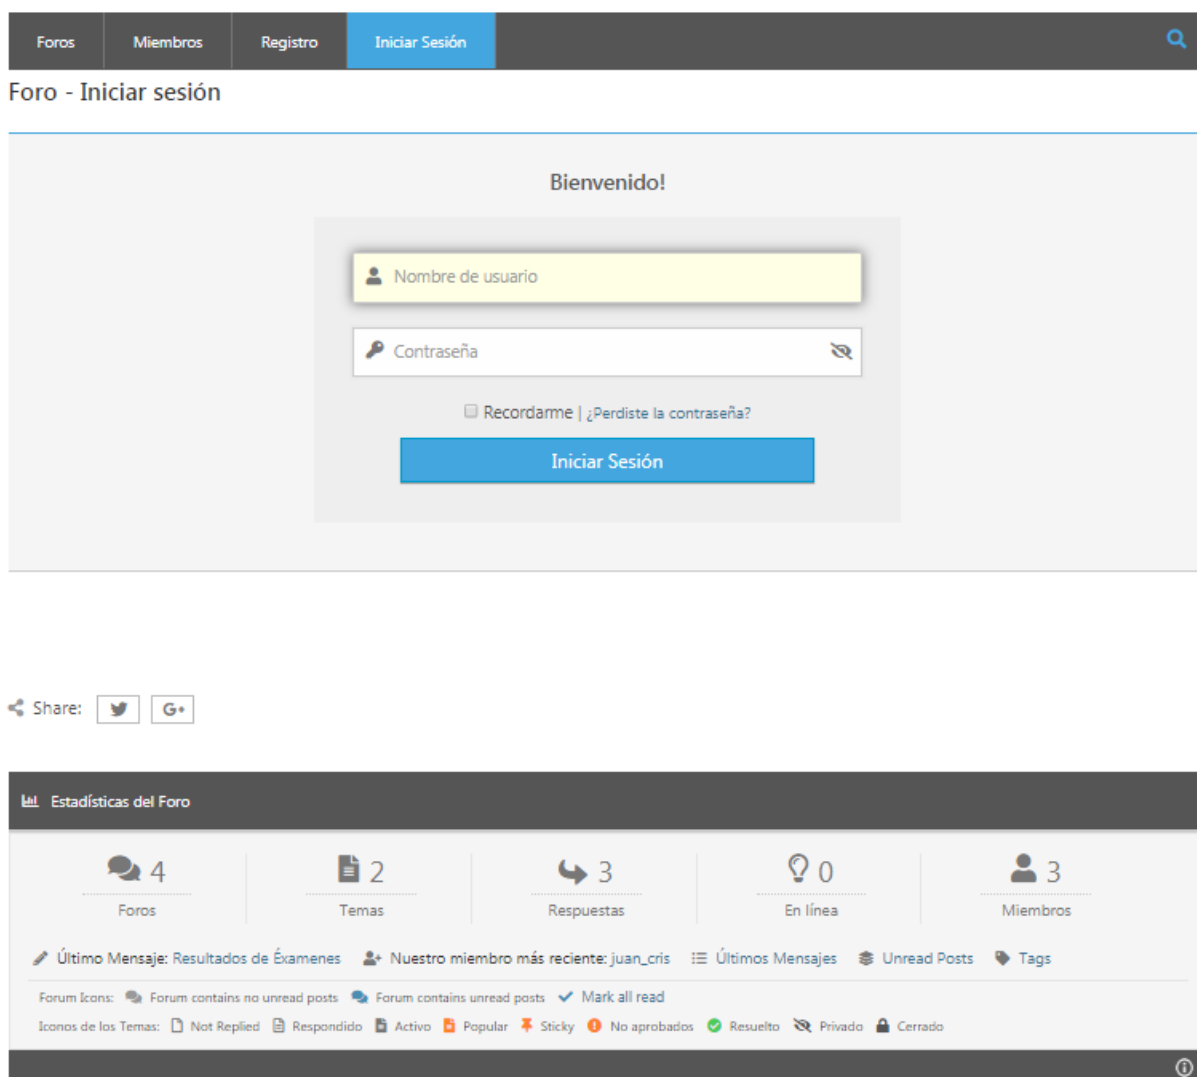 Foros Miembros Registro Iniciar Sesión
Foro - Iniciar sesión
Bienvenido!
Nombre de usuario
Contraseña
Recordarme | ¿Perdiste la contraseña?
Iniciar Sesión
Share: G+
Estadísticas del Foro
4 2 3 0 3
Foros Temas Respuestas En línea Miembros
Último Mensaje: Resultados de Éxamenes Nuestro miembro más reciente: juan_cris Últimos Mensajes Unread Posts Tags
Forum Icons: Forum contains no unread posts Forum contains unread posts Mark all read
Iconos de los Temas: Not Replied Respondido Activo Popular Sticky No aprobados Resuelto Privado Cerrado